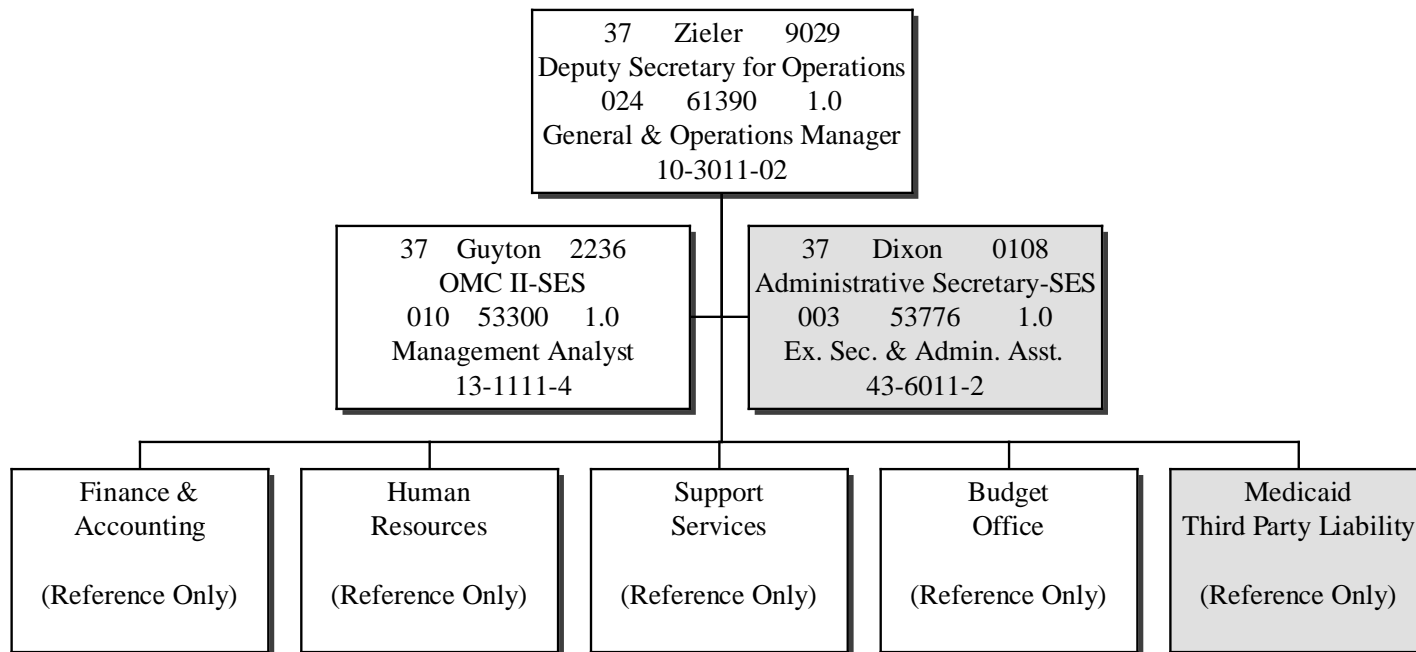 37 Zieler 9029
Deputy Secretary for Operations
024 61390 1.0
General & Operations Manager
10-3011-02
37 Guyton 2236
OMC II-SES
010 53300 1.0
Management Analyst
13-1111-4
37 Dixon 0108
Administrative Secretary-SES
003 53776 1.0
Ex. Sec. & Admin. Asst.
43-6011-2
Finance &
Accounting
(Reference Only)
Human
Resources
(Reference Only)
Support
Services
(Reference Only)
Budget
Office
(Reference Only)
Medicaid
Third Party Liability
(Reference Only)